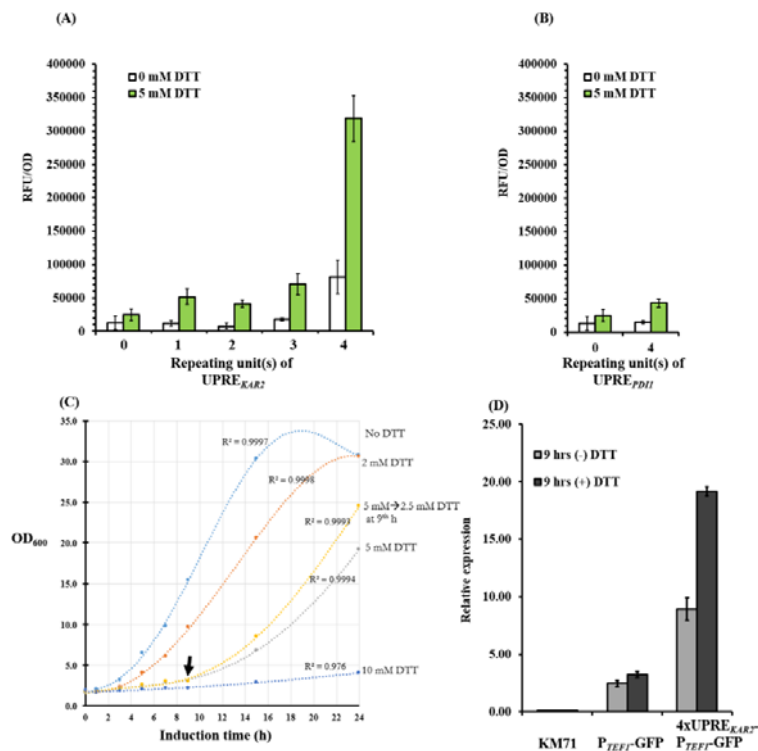 (A)
400000
350000
300000
250000
200000
150000
100000
50000
0
RFU/OD
0 mM DTT
5 mM DTT
0 1 2 3 4
Repeating unit(s) of
UPRE_KAR2
(B)
400000
350000
300000
250000
200000
150000
100000
50000
0
RFU/OD
0 mM DTT
5 mM DTT
0 4
Repeating unit(s) of
UPRE_PDI1
(C)
35.0
30.0
25.0
20.0
15.0
10.0
5.0
0.0
OD600
R² = 0.9997
R² = 0.9998
R² = 0.9993
R² = 0.9994
R² = 0.976
No DTT
2 mM DTT
5 mM→2.5 mM DTT
at 9th h
5 mM DTT
10 mM DTT
0 2 4 6 8 10 12 14 16 18 20 22 24
Induction time (h)
(D)
25.00
20.00
15.00
10.00
5.00
0.00
Relative expression
9 hrs (-) DTT
9 hrs (+) DTT
KM71
P_TEF1-GFP
4xUPRE_KAR2-
P_TEF1-GFP